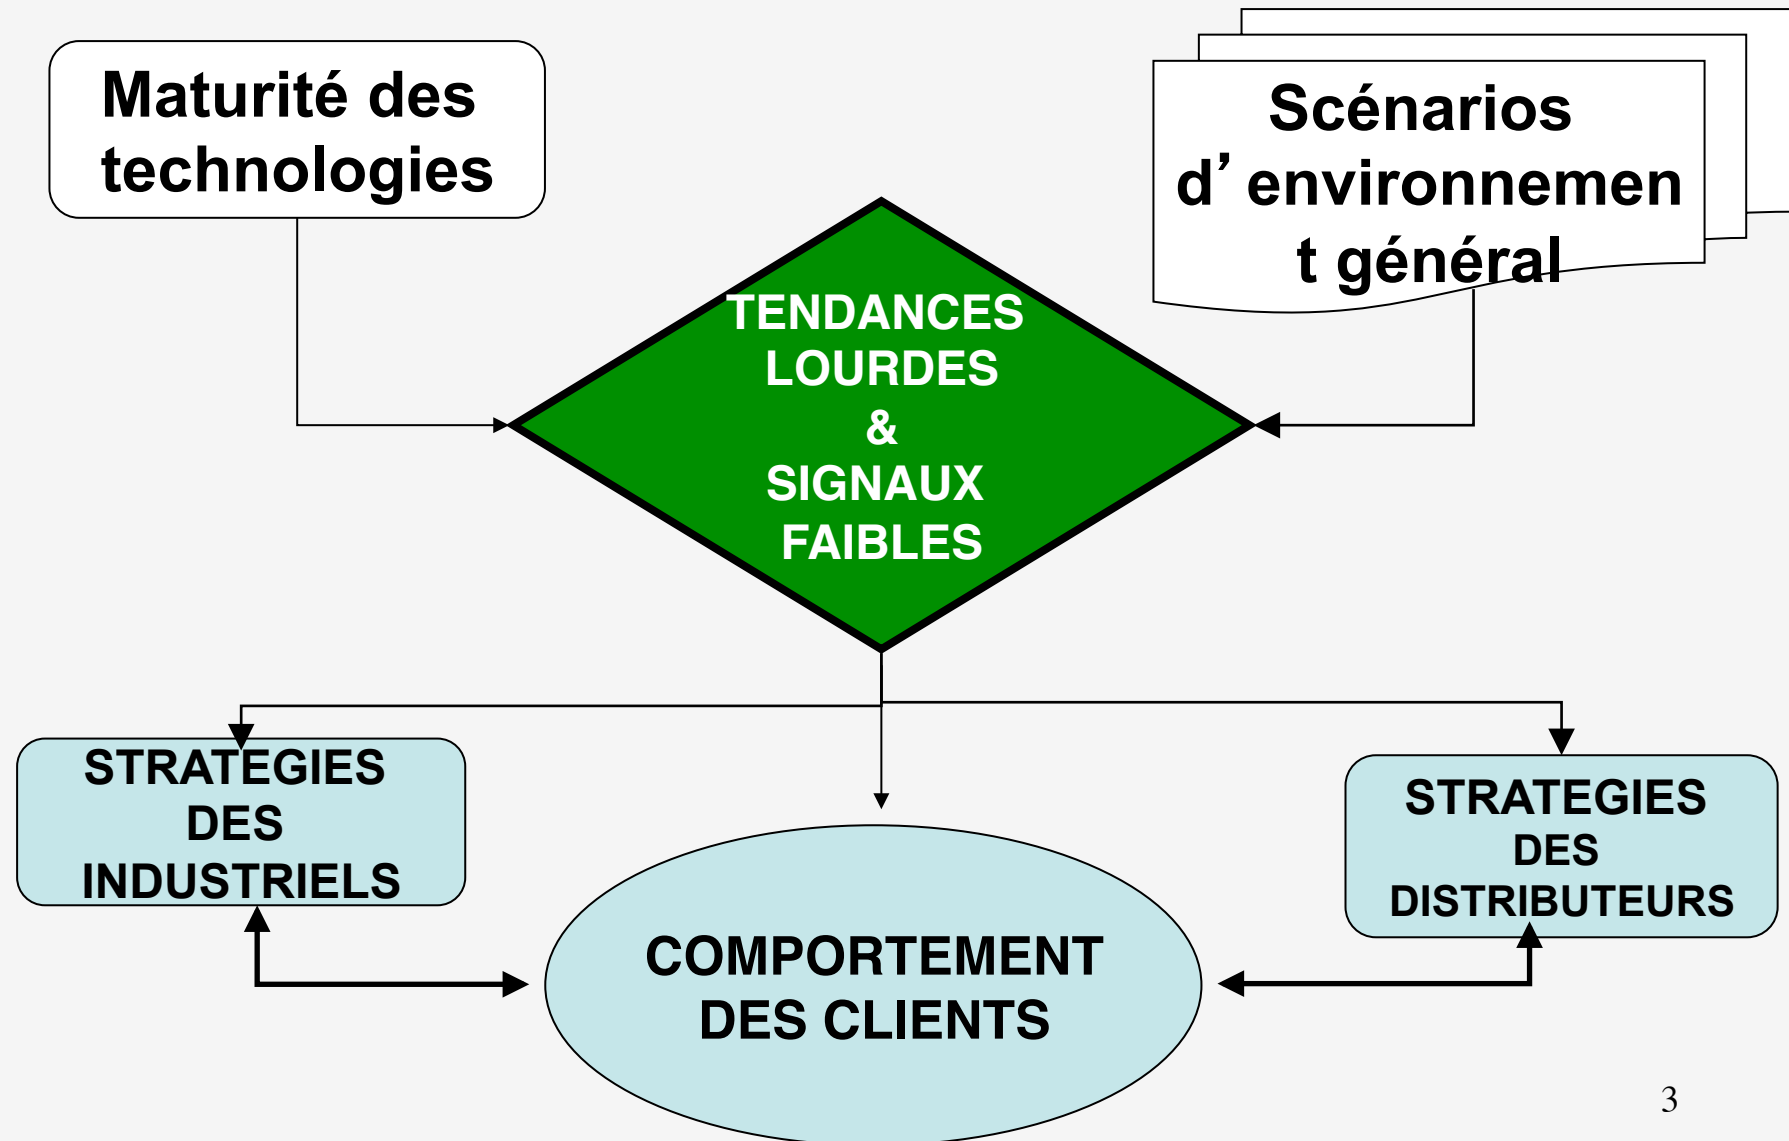 Maturité des
technologies
Scénarios
d’ environnemen
t général
TENDANCES
LOURDES
&
SIGNAUX
FAIBLES
STRATEGIES
DES
INDUSTRIELS
STRATEGIES
DES
DISTRIBUTEURS
COMPORTEMENT
DES CLIENTS
3